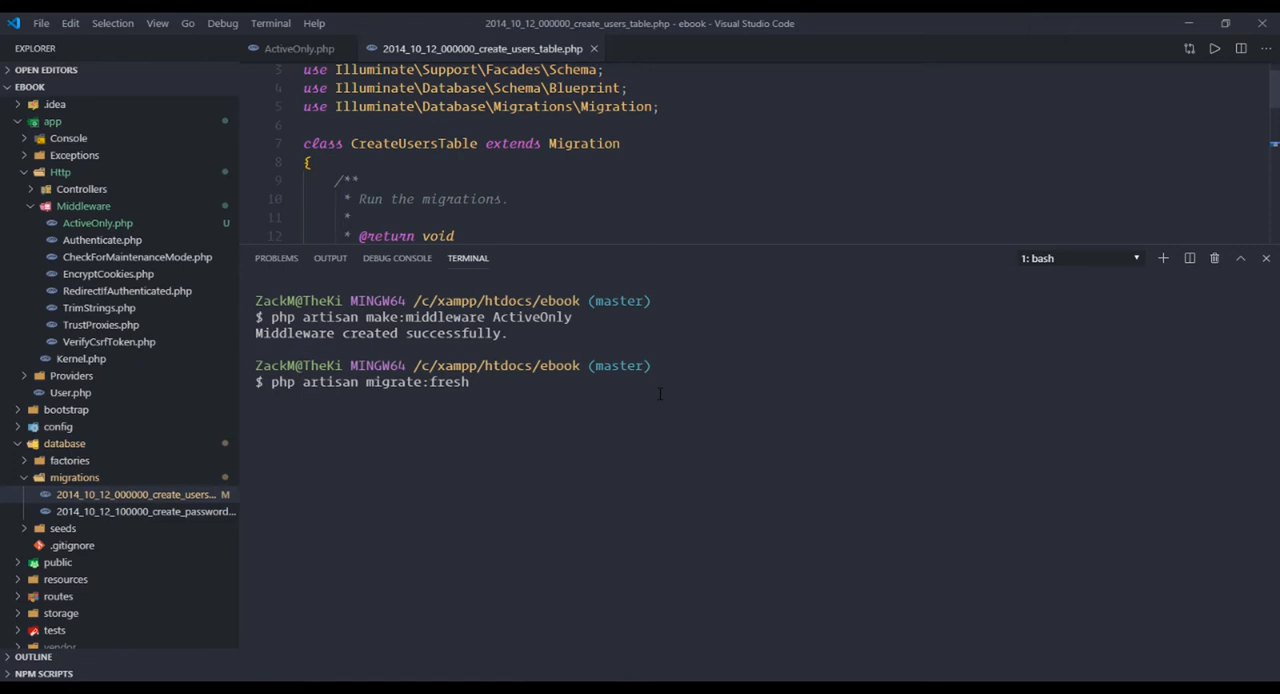 File Edit Selection View Go Debug Terminal Help
2014_10_12_000000_create_users_table.php - ebook - Visual Studio Code
EXPLORER
OPEN EDITORS
EBOOK
.idea
app
Console
Exceptions
Http
Controllers
Middleware
ActiveOnly.php U
Authenticate.php
CheckForMaintenanceMode.php
EncryptCookies.php
RedirectIfAuthenticated.php
TrimStrings.php
TrustProxies.php
VerifyCsrfToken.php
Kernel.php
Providers
User.php
bootstrap
config
database
factories
migrations
2014_10_12_000000_create_users... M
2014_10_12_100000_create_password...
seeds
.gitignore
public
resources
routes
storage
tests
vendor
OUTLINE
NPM SCRIPTS
ActiveOnly.php
2014_10_12_000000_create_users_table.php
3 use Illuminate\Support\Facades\Schema;
4 use Illuminate\Database\Schema\Blueprint;
5 use Illuminate\Database\Migrations\Migration;
6
7 class CreateUsersTable extends Migration
8 {
9 /**
10 * Run the migrations.
11 *
12 * @return void
PROBLEMS OUTPUT DEBUG CONSOLE TERMINAL
1: bash
ZackM@TheKi MINGW64 /c/xampp/htdocs/ebook (master)
$ php artisan make:middleware ActiveOnly
Middleware created successfully.
ZackM@TheKi MINGW64 /c/xampp/htdocs/ebook (master)
$ php artisan migrate:fresh